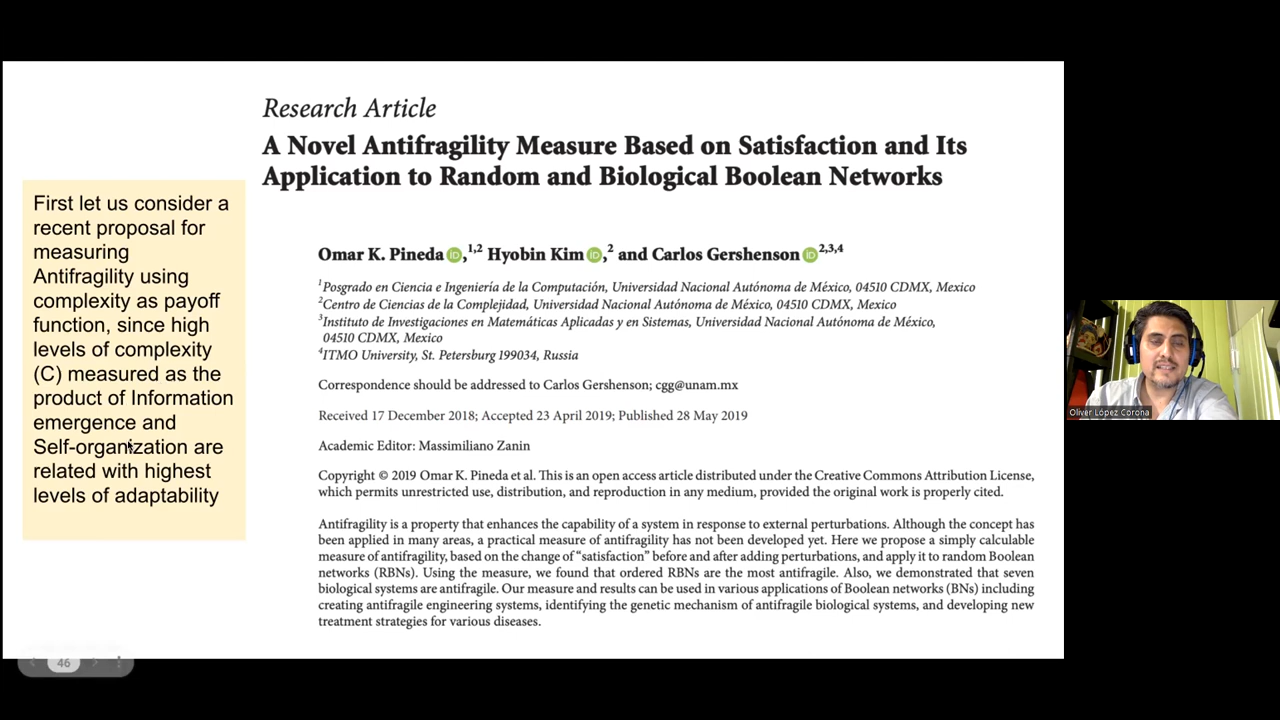 Research Article
A Novel Antifragility Measure Based on Satisfaction and Its
Application to Random and Biological Boolean Networks
First let us consider a
recent proposal for
measuring
Antifragility using
complexity as payoff
function, since high
levels of complexity
(C) measured as the
product of Information
emergence and
Self-organization are
related with highest
levels of adaptability
Omar K. Pineda iD,1,2 Hyobin Kim iD,2 and Carlos Gershenson iD 2,3,4
1Posgrado en Ciencia e Ingeniería de la Computación, Universidad Nacional Autónoma de México, 04510 CDMX, Mexico
2Centro de Ciencias de la Complejidad, Universidad Nacional Autónoma de México, 04510 CDMX, Mexico
3Instituto de Investigaciones en Matemáticas Aplicadas y en Sistemas, Universidad Nacional Autónoma de México,
04510 CDMX, Mexico
4ITMO University, St. Petersburg 199034, Russia
Correspondence should be addressed to Carlos Gershenson; cgg@unam.mx
Received 17 December 2018; Accepted 23 April 2019; Published 28 May 2019
Academic Editor: Massimiliano Zanin
Copyright © 2019 Omar K. Pineda et al. This is an open access article distributed under the Creative Commons Attribution License,
which permits unrestricted use, distribution, and reproduction in any medium, provided the original work is properly cited.
Antifragility is a property that enhances the capability of a system in response to external perturbations. Although the concept has
been applied in many areas, a practical measure of antifragility has not been developed yet. Here we propose a simply calculable
measure of antifragility, based on the change of “satisfaction” before and after adding perturbations, and apply it to random Boolean
networks (RBNs). Using the measure, we found that ordered RBNs are the most antifragile. Also, we demonstrated that seven
biological systems are antifragile. Our measure and results can be used in various applications of Boolean networks (BNs) including
creating antifragile engineering systems, identifying the genetic mechanism of antifragile biological systems, and developing new
treatment strategies for various diseases.
46
Oliver López Corona